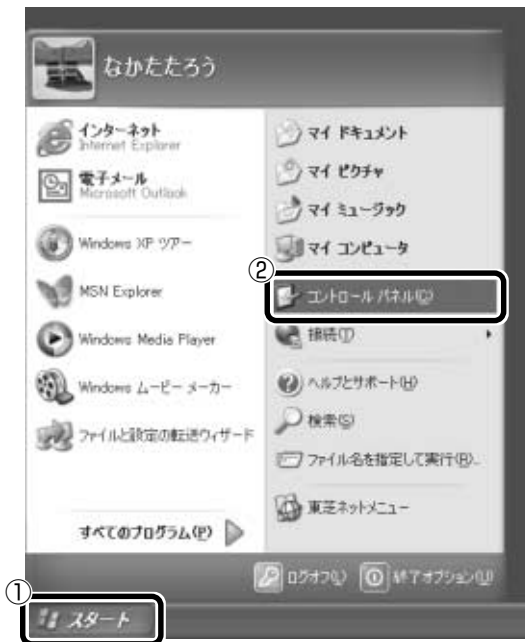 なかたたろう
インターネット
Internet Explorer
電子メール
Microsoft Outlook
Windows XP ツアー
MSN Explorer
Windows Media Player
Windows ムービー メーカー
ファイルと設定の転送ウィザード
すべてのプログラム(P)
マイ ドキュメント
マイ ピクチャ
マイ ミュージック
マイ コンピュータ
②
コントロール パネル(C)
接続(T)
ヘルプとサポート(H)
検索(S)
ファイル名を指定して実行(R)...
東芝ネットメニュー
ログオフ(L)
終了オプション(U)
①
スタート